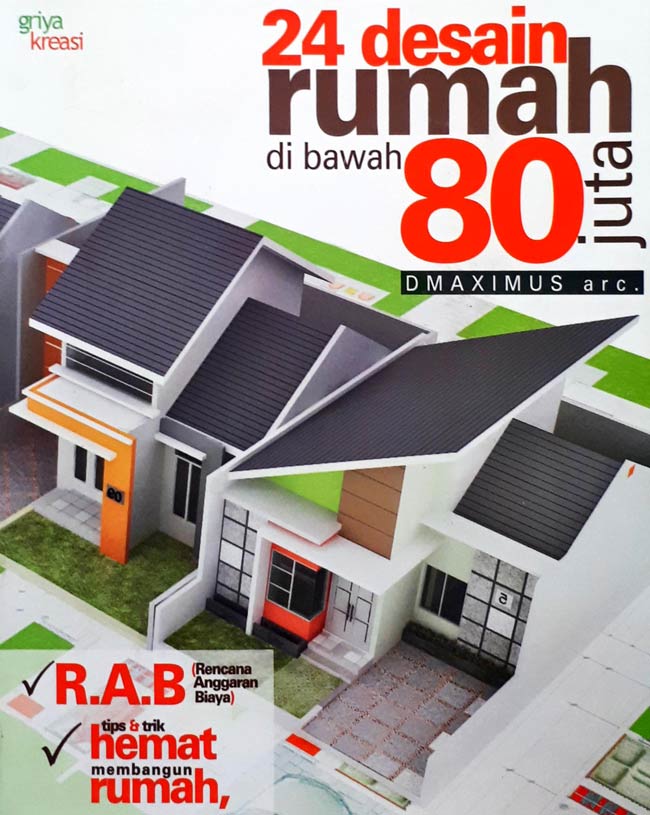 griya
kreasi
24 desain
rumah
di bawah
80
juta
DMAXIMUS arc.
R.A.B (Rencana
Anggaran
Biaya)
tips & trik
hemat
membangun
rumah,